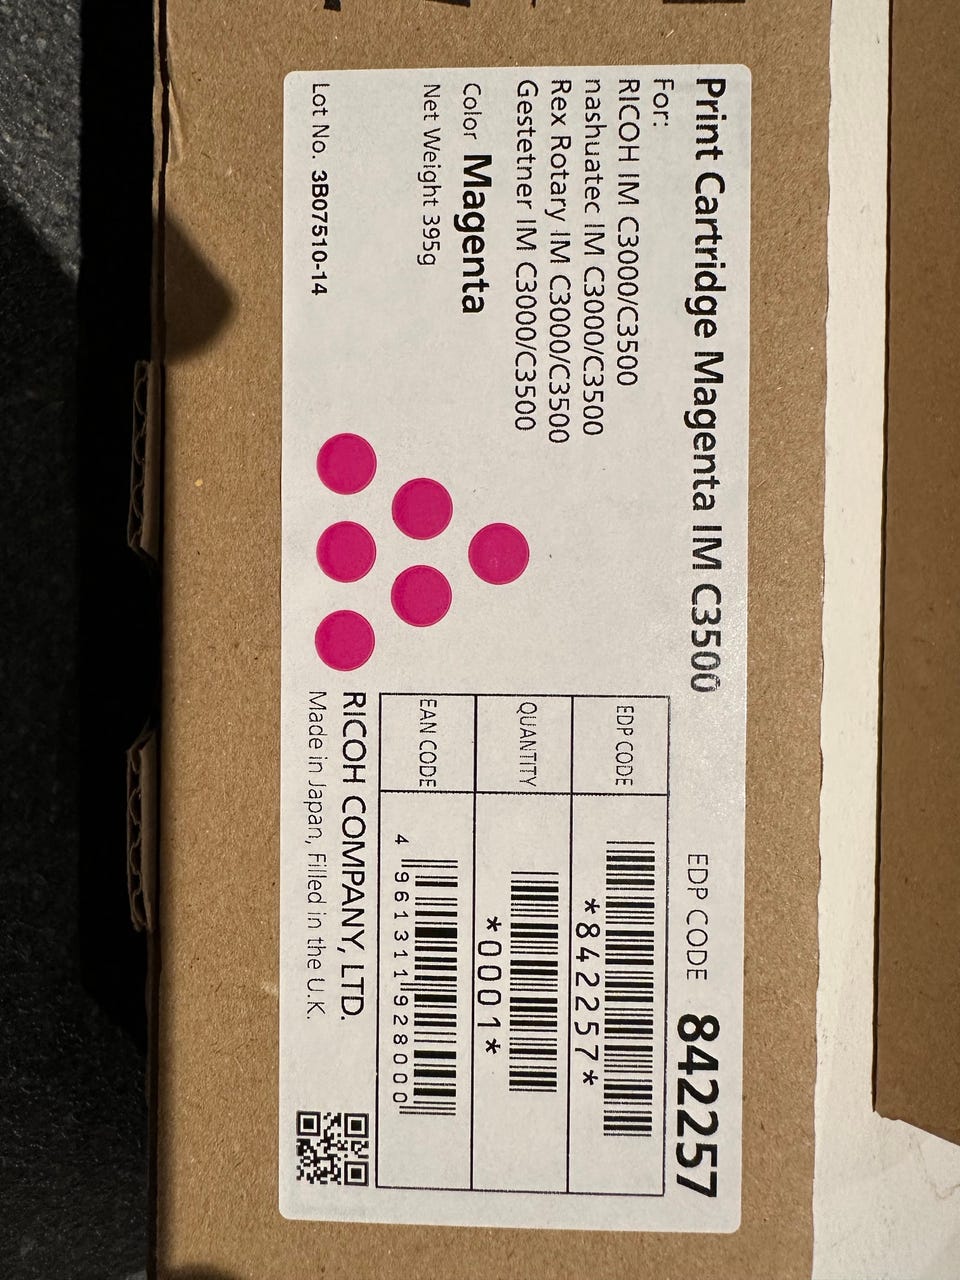 Print Cartridge Magenta IM C3500
EDP CODE 842257
For:
RICOH IM C3000/C3500
nashuatec IM C3000/C3500
Rex Rotary IM C3000/C3500
Gestetner IM C3000/C3500
Color Magenta
Net Weight 395g
Lot No. 3B07510-14
EDP CODE
*842257*
QUANTITY
*0001*
EAN CODE
4 961311 928000
RICOH COMPANY, LTD.
Made in Japan, Filled in the U.K.